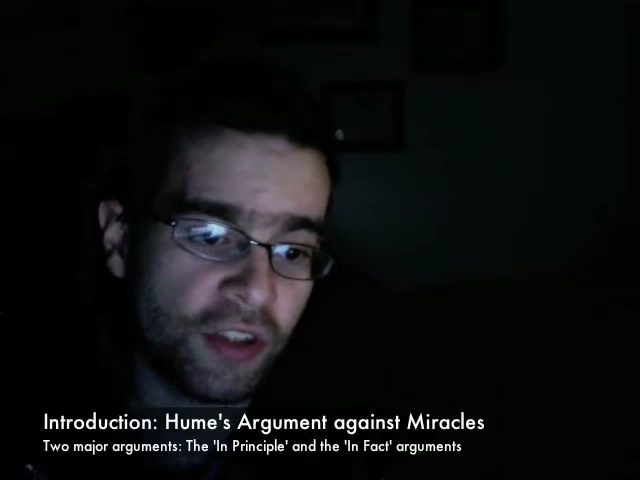 Introduction: Hume's Argument against Miracles
Two major arguments: The 'In Principle' and the 'In Fact' arguments